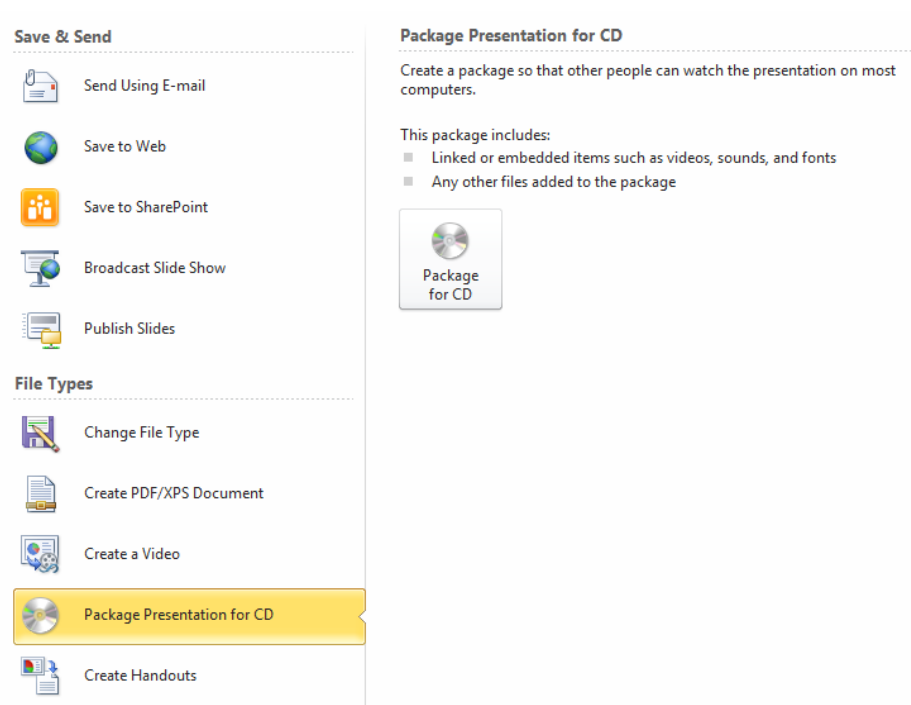 Save & Send
Send Using E-mail
Save to Web
Save to SharePoint
Broadcast Slide Show
Publish Slides
File Types
Change File Type
Create PDF/XPS Document
Create a Video
Package Presentation for CD
Create Handouts
Package Presentation for CD
Create a package so that other people can watch the presentation on most
computers.
This package includes:
Linked or embedded items such as videos, sounds, and fonts
Any other files added to the package
Package
for CD